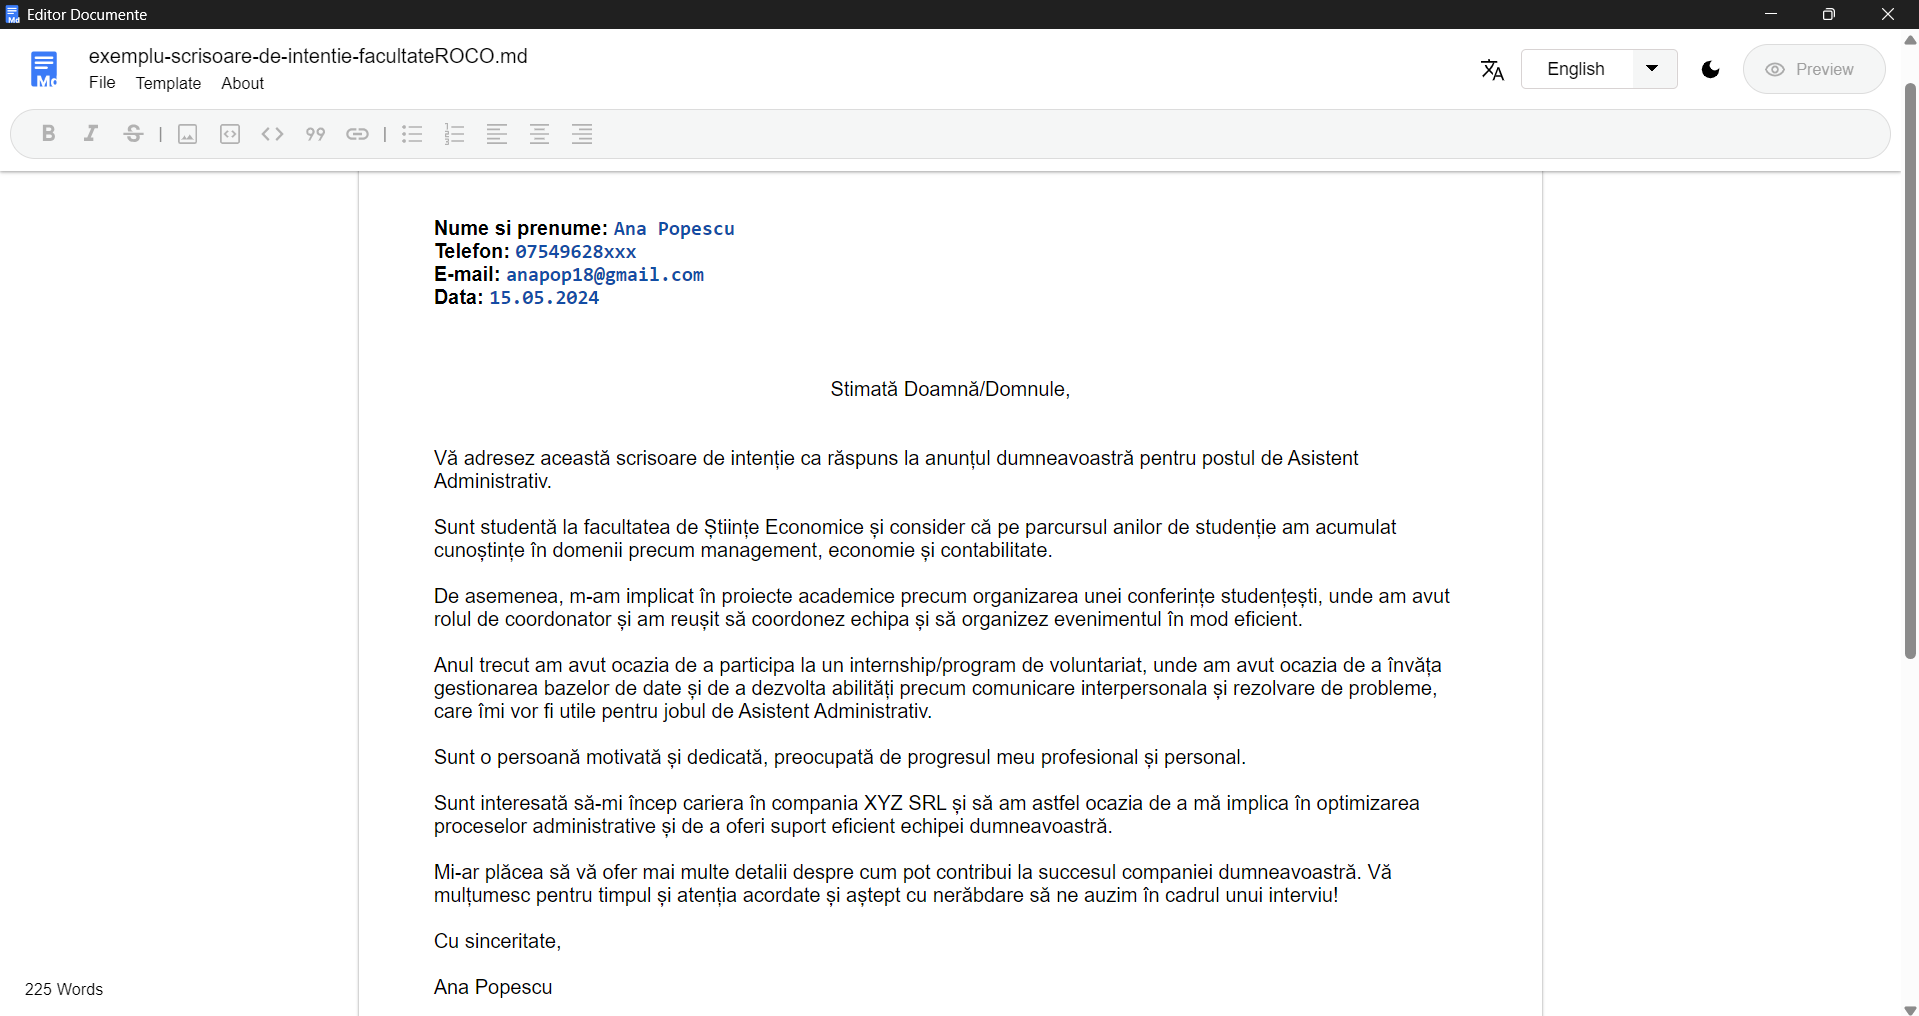 Editor Documente
exemplu-scrisoare-de-intentie-facultateROCO.md
File Template About
English
Preview
Nume si prenume: Ana Popescu
Telefon: 07549628xxx
E-mail: anapop18@gmail.com
Data: 15.05.2024
Stimată Doamnă/Domnule,
Vă adresez această scrisoare de intenție ca răspuns la anunțul dumneavoastră pentru postul de Asistent
Administrativ.
Sunt studentă la facultatea de Științe Economice și consider că pe parcursul anilor de studenție am acumulat
cunoștințe în domenii precum management, economie și contabilitate.
De asemenea, m-am implicat în proiecte academice precum organizarea unei conferințe studențești, unde am avut
rolul de coordonator și am reușit să coordonez echipa și să organizez evenimentul în mod eficient.
Anul trecut am avut ocazia de a participa la un internship/program de voluntariat, unde am avut ocazia de a învăța
gestionarea bazelor de date și de a dezvolta abilități precum comunicare interpersonala și rezolvare de probleme,
care îmi vor fi utile pentru jobul de Asistent Administrativ.
Sunt o persoană motivată și dedicată, preocupată de progresul meu profesional și personal.
Sunt interesată să-mi încep cariera în compania XYZ SRL și să am astfel ocazia de a mă implica în optimizarea
proceselor administrative și de a oferi suport eficient echipei dumneavoastră.
Mi-ar plăcea să vă ofer mai multe detalii despre cum pot contribui la succesul companiei dumneavoastră. Vă
mulțumesc pentru timpul și atenția acordate și aștept cu nerăbdare să ne auzim în cadrul unui interviu!
Cu sinceritate,
Ana Popescu
225 Words